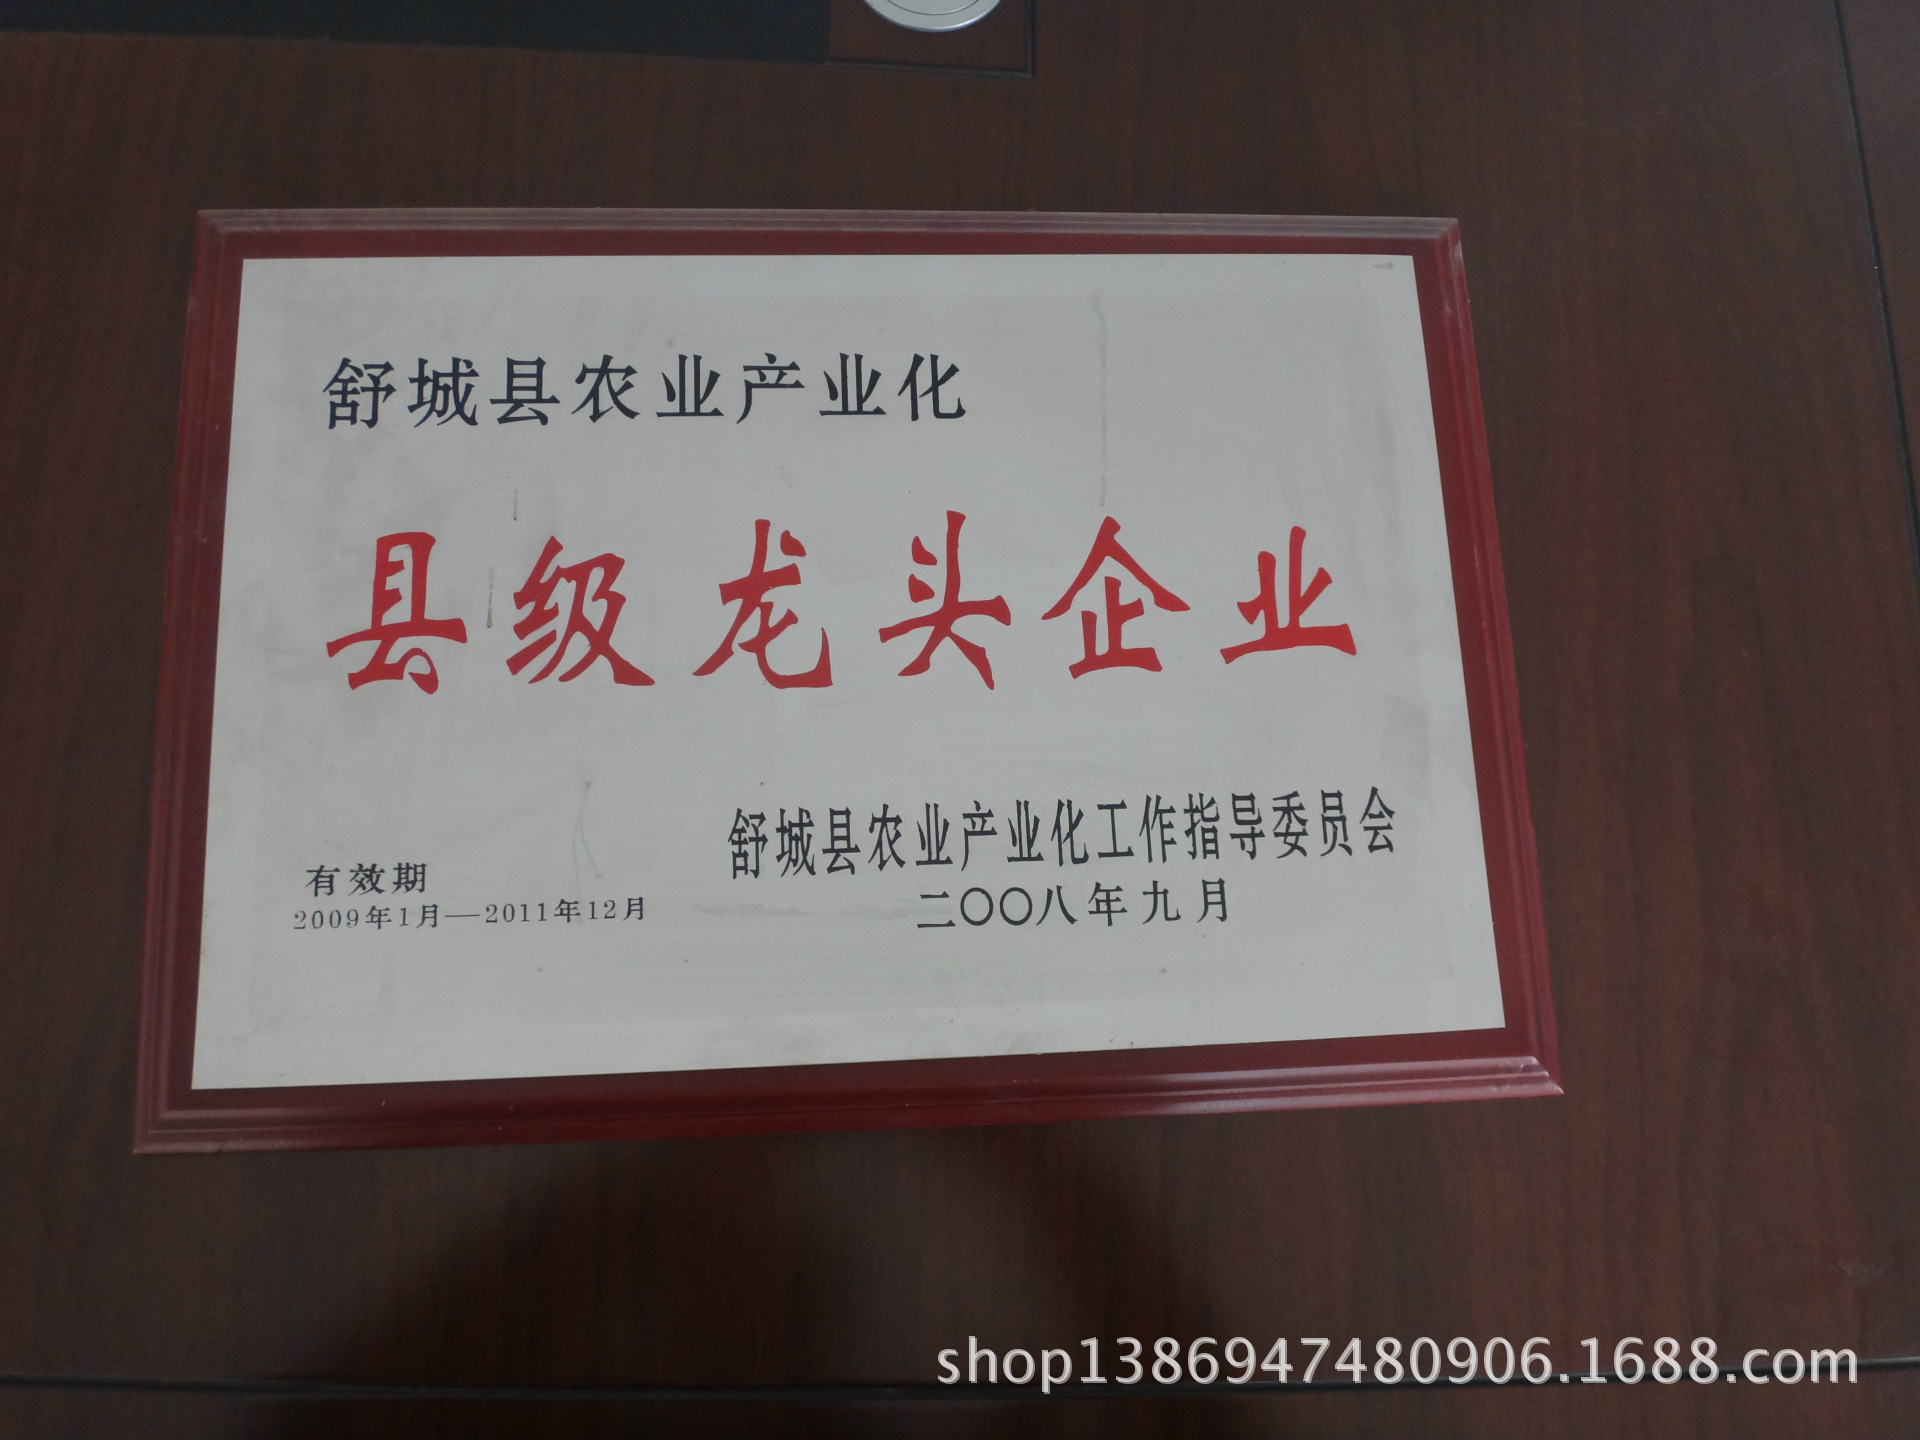 舒城县农业产业化
县级龙头企业
舒城县农业产业化工作指导委员会
二〇〇八年九月
有效期
2009年1月—2011年12月
shop1386947480906.1688.com